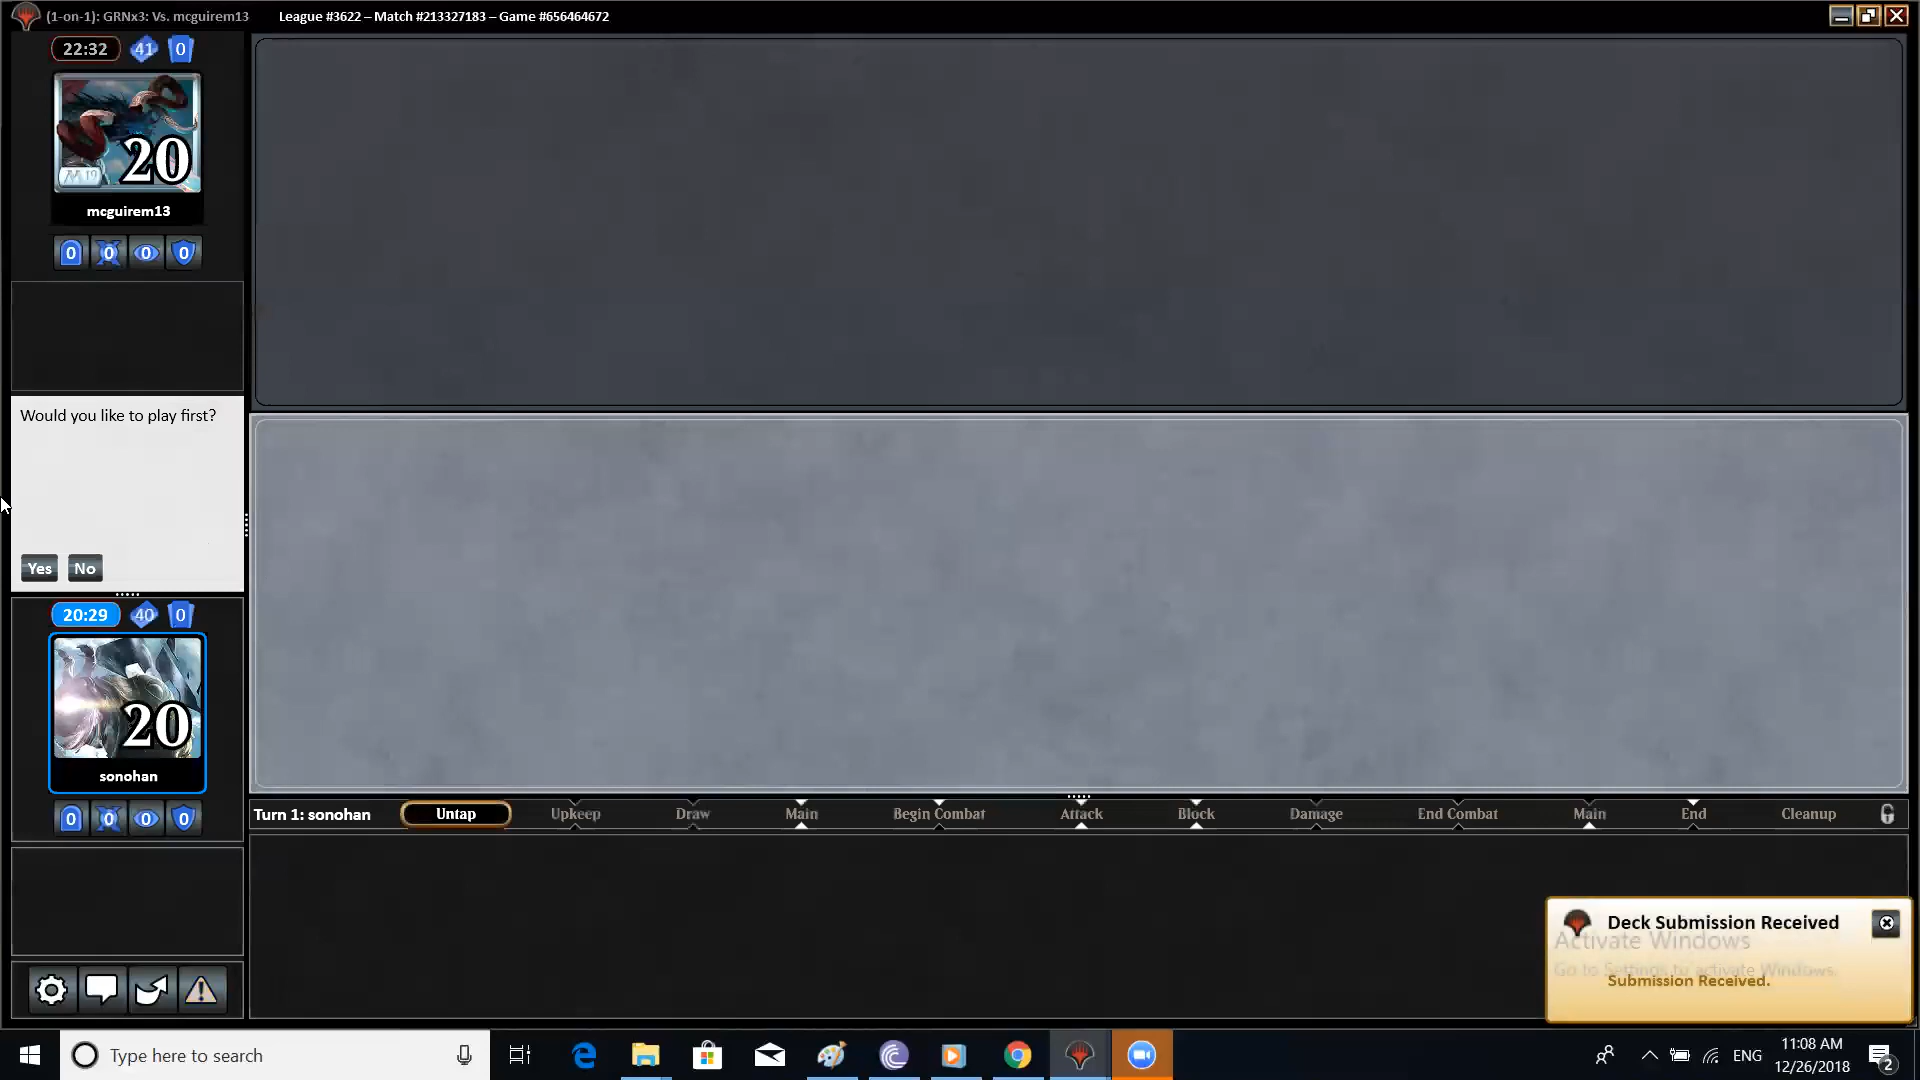 (1-on-1): GRNx3: Vs. mcguirem13 League #3622 – Match #213327183 – Game #656464672
22:32 41 0
20
M19
mcguirem13
0 0 0 0
Would you like to play first?
Yes No
20:29 40 0
20
sonohan
0 0 0 0
Turn 1: sonohan Untap Upkeep Draw Main Begin Combat Attack Block Damage End Combat Main End Cleanup
Deck Submission Received
Activate Windows
Go to Settings to activate Windows.
Submission Received.
Type here to search
ENG
11:08 AM
12/26/2018
2